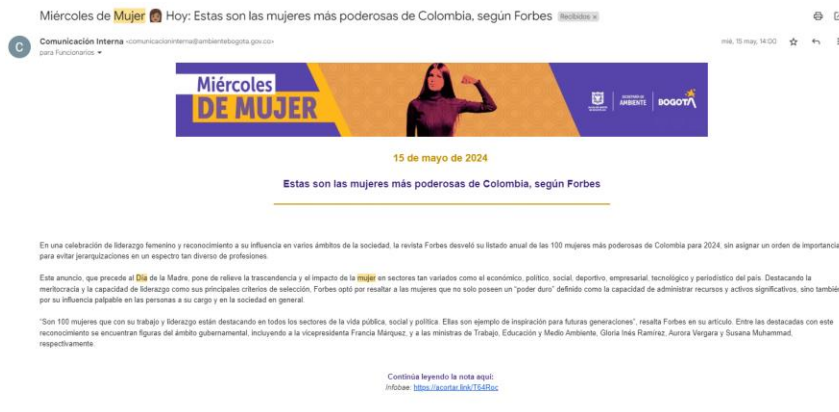 Miércoles de Mujer 👩🏽 Hoy: Estas son las mujeres más poderosas de Colombia, según Forbes Recibidos x
Comunicación Interna <comunicacioninterna@ambientebogota.gov.co>
mié, 15 may, 14:00
para Funcionarios
C
Miércoles
DE MUJER
AMBIENTE
BOGOTÁ
15 de mayo de 2024
Estas son las mujeres más poderosas de Colombia, según Forbes
En una celebración de liderazgo femenino y reconocimiento a su influencia en varios ámbitos de la sociedad, la revista Forbes desveló su listado anual de las 100 mujeres más poderosas de Colombia para 2024, sin asignar un orden de importancia
para evitar jerarquizaciones en un espectro tan diverso de profesiones.
Este anuncio, que precede al Día de la Madre, pone de relieve la trascendencia y el impacto de la mujer en sectores tan variados como el económico, político, social, deportivo, empresarial, tecnológico y periodístico del país. Destacando la
meritocracia y la capacidad de liderazgo como sus principales criterios de selección, Forbes optó por resaltar a las mujeres que no solo poseen un "poder duro" definido como la capacidad de administrar recursos y activos significativos, sino tambié
por su influencia palpable en las personas a su cargo y en la sociedad en general.
"Son 100 mujeres que con su trabajo y liderazgo están destacando en todos los sectores de la vida pública, social y política. Ellas son ejemplo de inspiración para futuras generaciones", resalta Forbes en su artículo. Entre las destacadas con este
reconocimiento se encuentran figuras del ámbito gubernamental, incluyendo a la vicepresidenta Francia Márquez, y a las ministras de Trabajo, Educación y Medio Ambiente, Gloria Inés Ramírez, Aurora Vergara y Susana Muhammad,
respectivamente.
Continúa leyendo la nota aquí:
Infobae: https://acortar.link/T64Roc